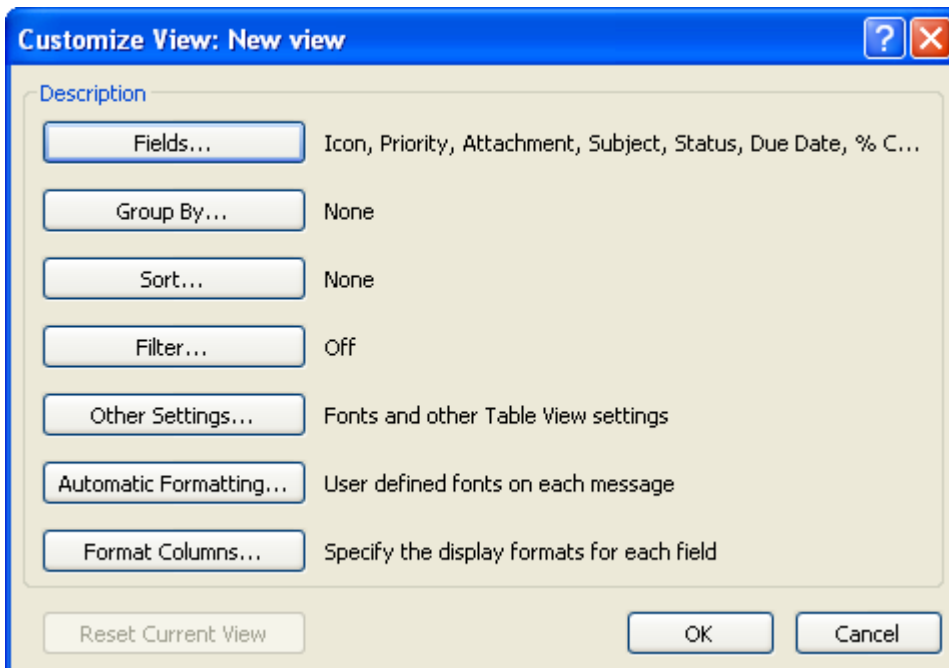 Customize View: New view
Description
Fields... Icon, Priority, Attachment, Subject, Status, Due Date, % C...
Group By... None
Sort... None
Filter... Off
Other Settings... Fonts and other Table View settings
Automatic Formatting... User defined fonts on each message
Format Columns... Specify the display formats for each field
Reset Current View OK Cancel